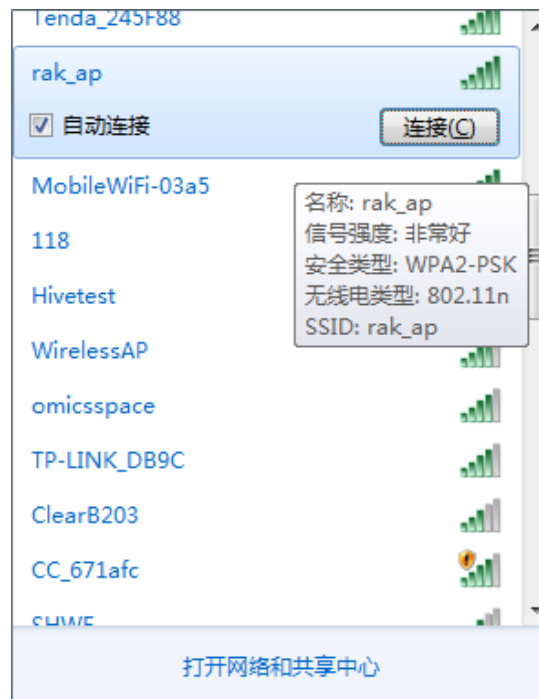 Tenda_245F88
rak_ap
自动连接
连接(C)
MobileWiFi-03a5
名称: rak_ap
信号强度: 非常好
安全类型: WPA2-PSK
无线电类型: 802.11n
SSID: rak_ap
118
Hivetest
WirelessAP
omicsspace
TP-LINK_DB9C
ClearB203
CC_671afc
打开网络和共享中心